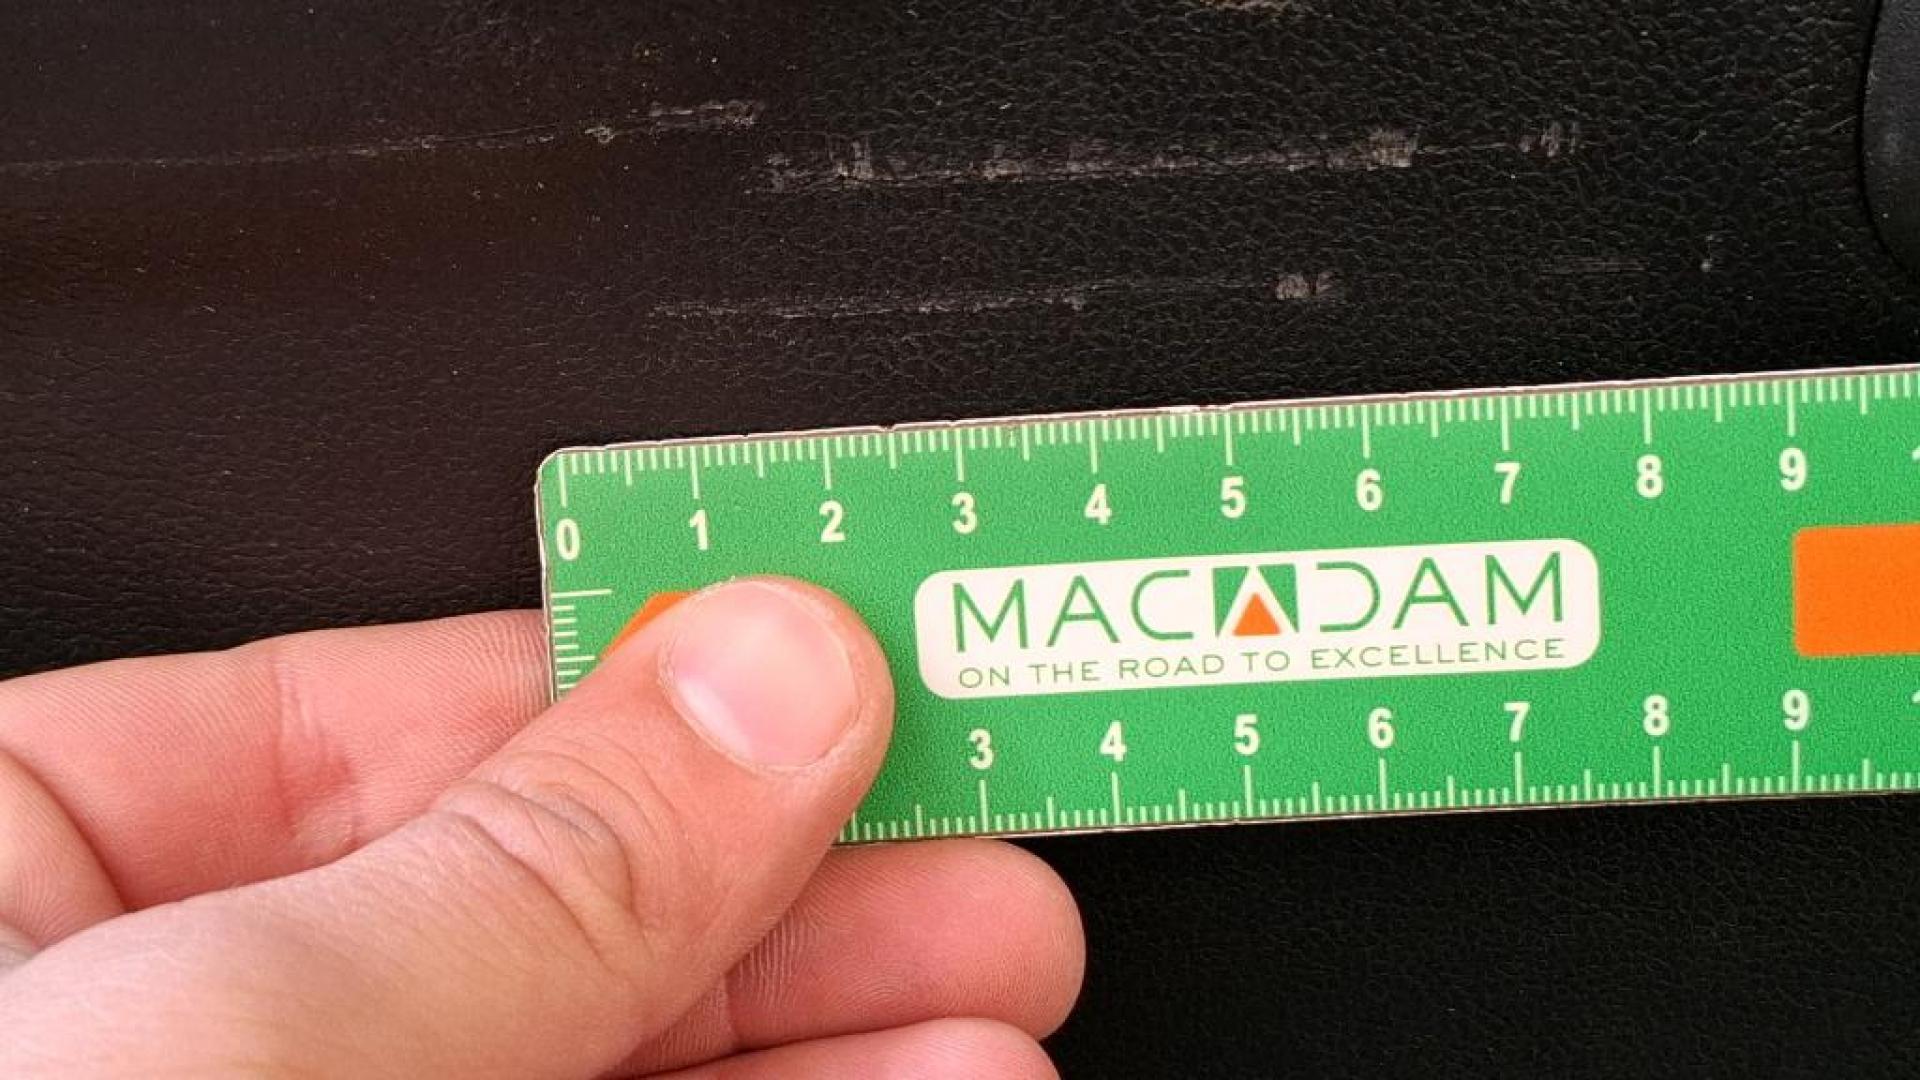 0 1 2 3 4 5 6 7 8 9
MACADAM
ON THE ROAD TO EXCELLENCE
3 4 5 6 7 8 9